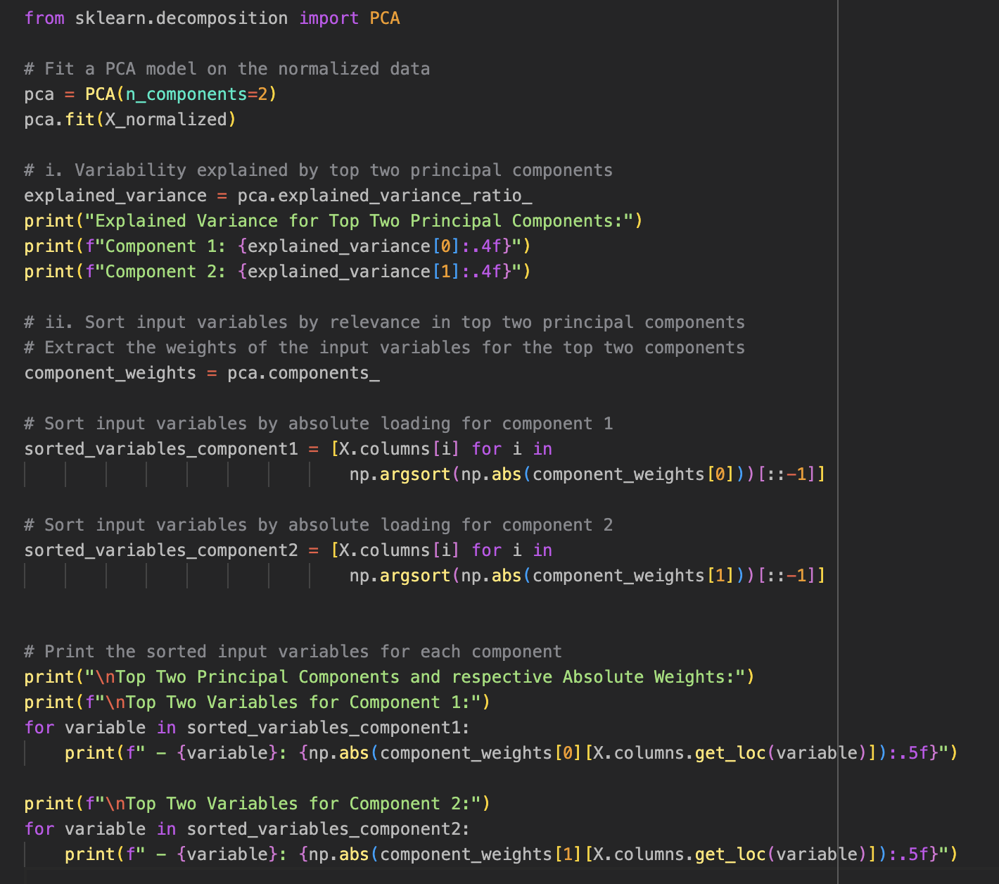 from sklearn.decomposition import PCA

# Fit a PCA model on the normalized data
pca = PCA(n_components=2)
pca.fit(X_normalized)

# i. Variability explained by top two principal components
explained_variance = pca.explained_variance_ratio_
print("Explained Variance for Top Two Principal Components:")
print(f"Component 1: {explained_variance[0]:.4f}")
print(f"Component 2: {explained_variance[1]:.4f}")

# ii. Sort input variables by relevance in top two principal components
# Extract the weights of the input variables for the top two components
component_weights = pca.components_

# Sort input variables by absolute loading for component 1
sorted_variables_component1 = [X.columns[i] for i in
                                np.argsort(np.abs(component_weights[0]))[::-1]]

# Sort input variables by absolute loading for component 2
sorted_variables_component2 = [X.columns[i] for i in
                                np.argsort(np.abs(component_weights[1]))[::-1]]


# Print the sorted input variables for each component
print("\nTop Two Principal Components and respective Absolute Weights:")
print(f"\nTop Two Variables for Component 1:")
for variable in sorted_variables_component1:
    print(f" - {variable}: {np.abs(component_weights[0][X.columns.get_loc(variable)]):.5f}")

print(f"\nTop Two Variables for Component 2:")
for variable in sorted_variables_component2:
    print(f" - {variable}: {np.abs(component_weights[1][X.columns.get_loc(variable)]):.5f}")